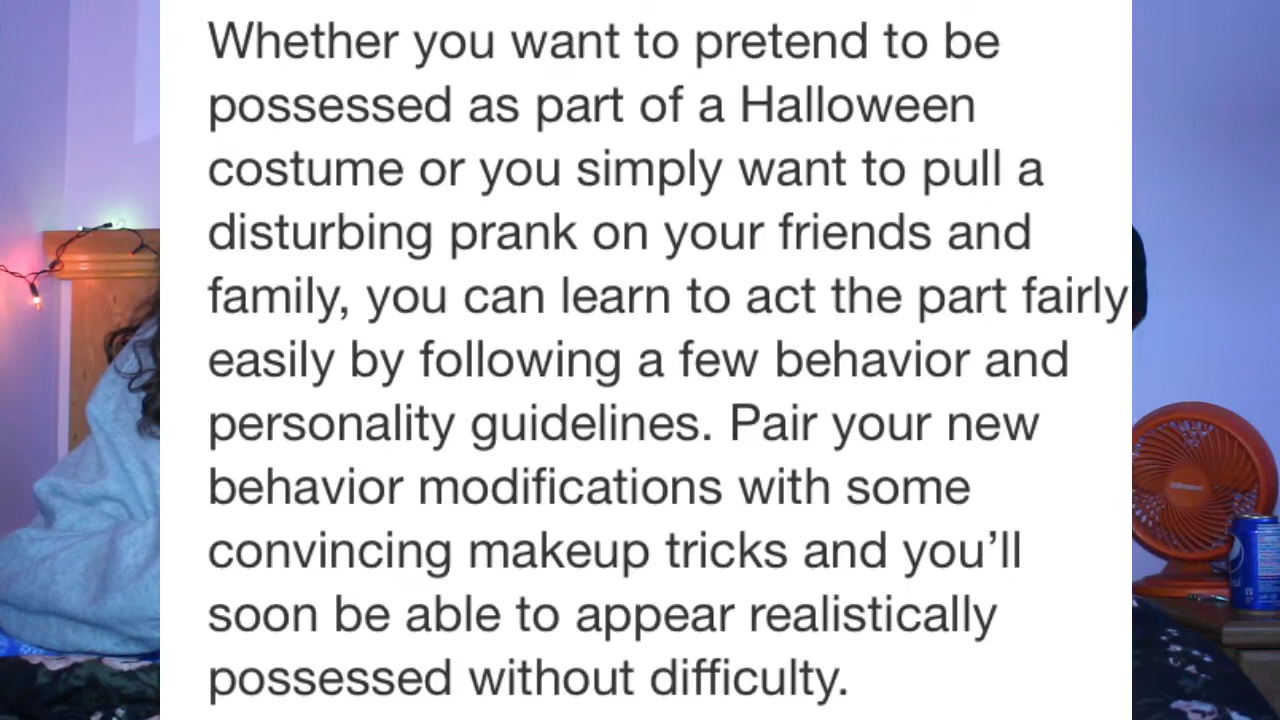 Whether you want to pretend to be
possessed as part of a Halloween
costume or you simply want to pull a
disturbing prank on your friends and
family, you can learn to act the part fairly
easily by following a few behavior and
personality guidelines. Pair your new
behavior modifications with some
convincing makeup tricks and you’ll
soon be able to appear realistically
possessed without difficulty.